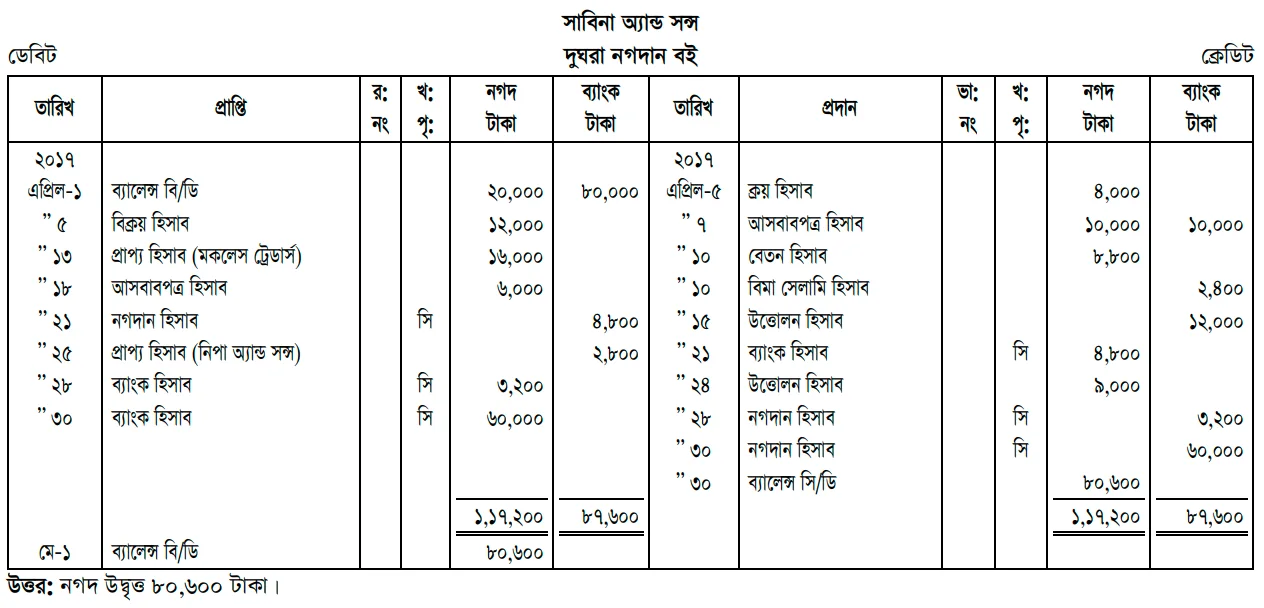 সাবিনা অ্যান্ড সন্স
ডেবিট দুঘরা নগদান বই ক্রেডিট
তারিখ প্রাপ্তি র: নং খ: পৃ: নগদ টাকা ব্যাংক টাকা তারিখ প্রদান ভা: নং খ: পৃ: নগদ টাকা ব্যাংক টাকা
২০১৭ ২০১৭
এপ্রিল-১ ব্যালেন্স বি/ডি ২০,০০০ ৮০,০০০ এপ্রিল-৫ ক্রয় হিসাব ৪,০০০
” ৫ বিক্রয় হিসাব ১২,০০০ ” ৭ আসবাবপত্র হিসাব ১০,০০০ ১০,০০০
” ১৩ প্রাপ্য হিসাব (মকলেস ট্রেডার্স) ১৬,০০০ ” ১০ বেতন হিসাব ৮,৮০০
” ১৮ আসবাবপত্র হিসাব ৬,০০০ ” ১০ বিমা সেলামি হিসাব ২,৪০০
” ২১ নগদান হিসাব সি ৪,৮০০ ” ১৫ উত্তোলন হিসাব ১২,০০০
” ২৫ প্রাপ্য হিসাব (নিপা অ্যান্ড সন্স) ২,৮০০ ” ২১ ব্যাংক হিসাব সি ৪,৮০০
” ২৮ ব্যাংক হিসাব সি ৩,২০০ ” ২৪ উত্তোলন হিসাব ৯,০০০
” ৩০ ব্যাংক হিসাব সি ৬০,০০০ ” ২৮ নগদান হিসাব সি ৩,২০০
” ৩০ নগদান হিসাব সি ৬০,০০০
” ৩০ ব্যালেন্স সি/ডি ৮০,৬০০
১,১৭,২০০ ৮৭,৬০০ ১,১৭,২০০ ৮৭,৬০০
মে-১ ব্যালেন্স বি/ডি ৮০,৬০০
উত্তর: নগদ উদ্বৃত্ত ৮০,৬০০ টাকা।